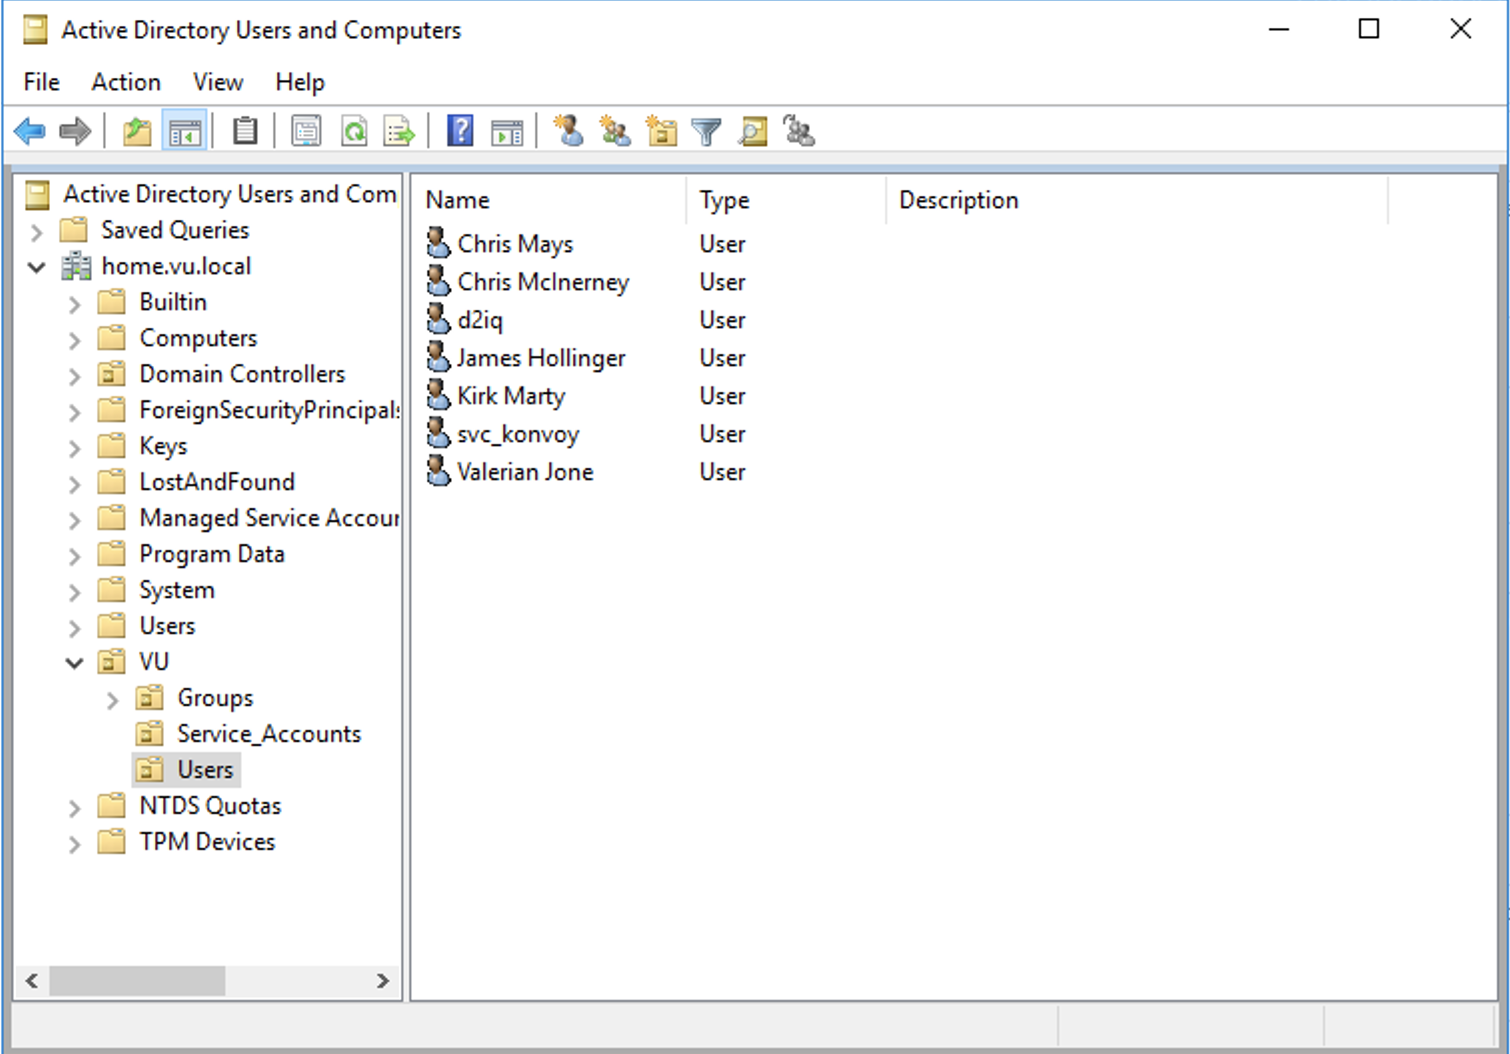 Active Directory Users and Computers
File Action View Help
Active Directory Users and Com
Saved Queries
home.vu.local
Builtin
Computers
Domain Controllers
ForeignSecurityPrincipals
Keys
LostAndFound
Managed Service Accour
Program Data
System
Users
VU
Groups
Service_Accounts
Users
NTDS Quotas
TPM Devices
Name Type Description
Chris Mays User
Chris McInerney User
d2iq User
James Hollinger User
Kirk Marty User
svc_konvoy User
Valerian Jone User